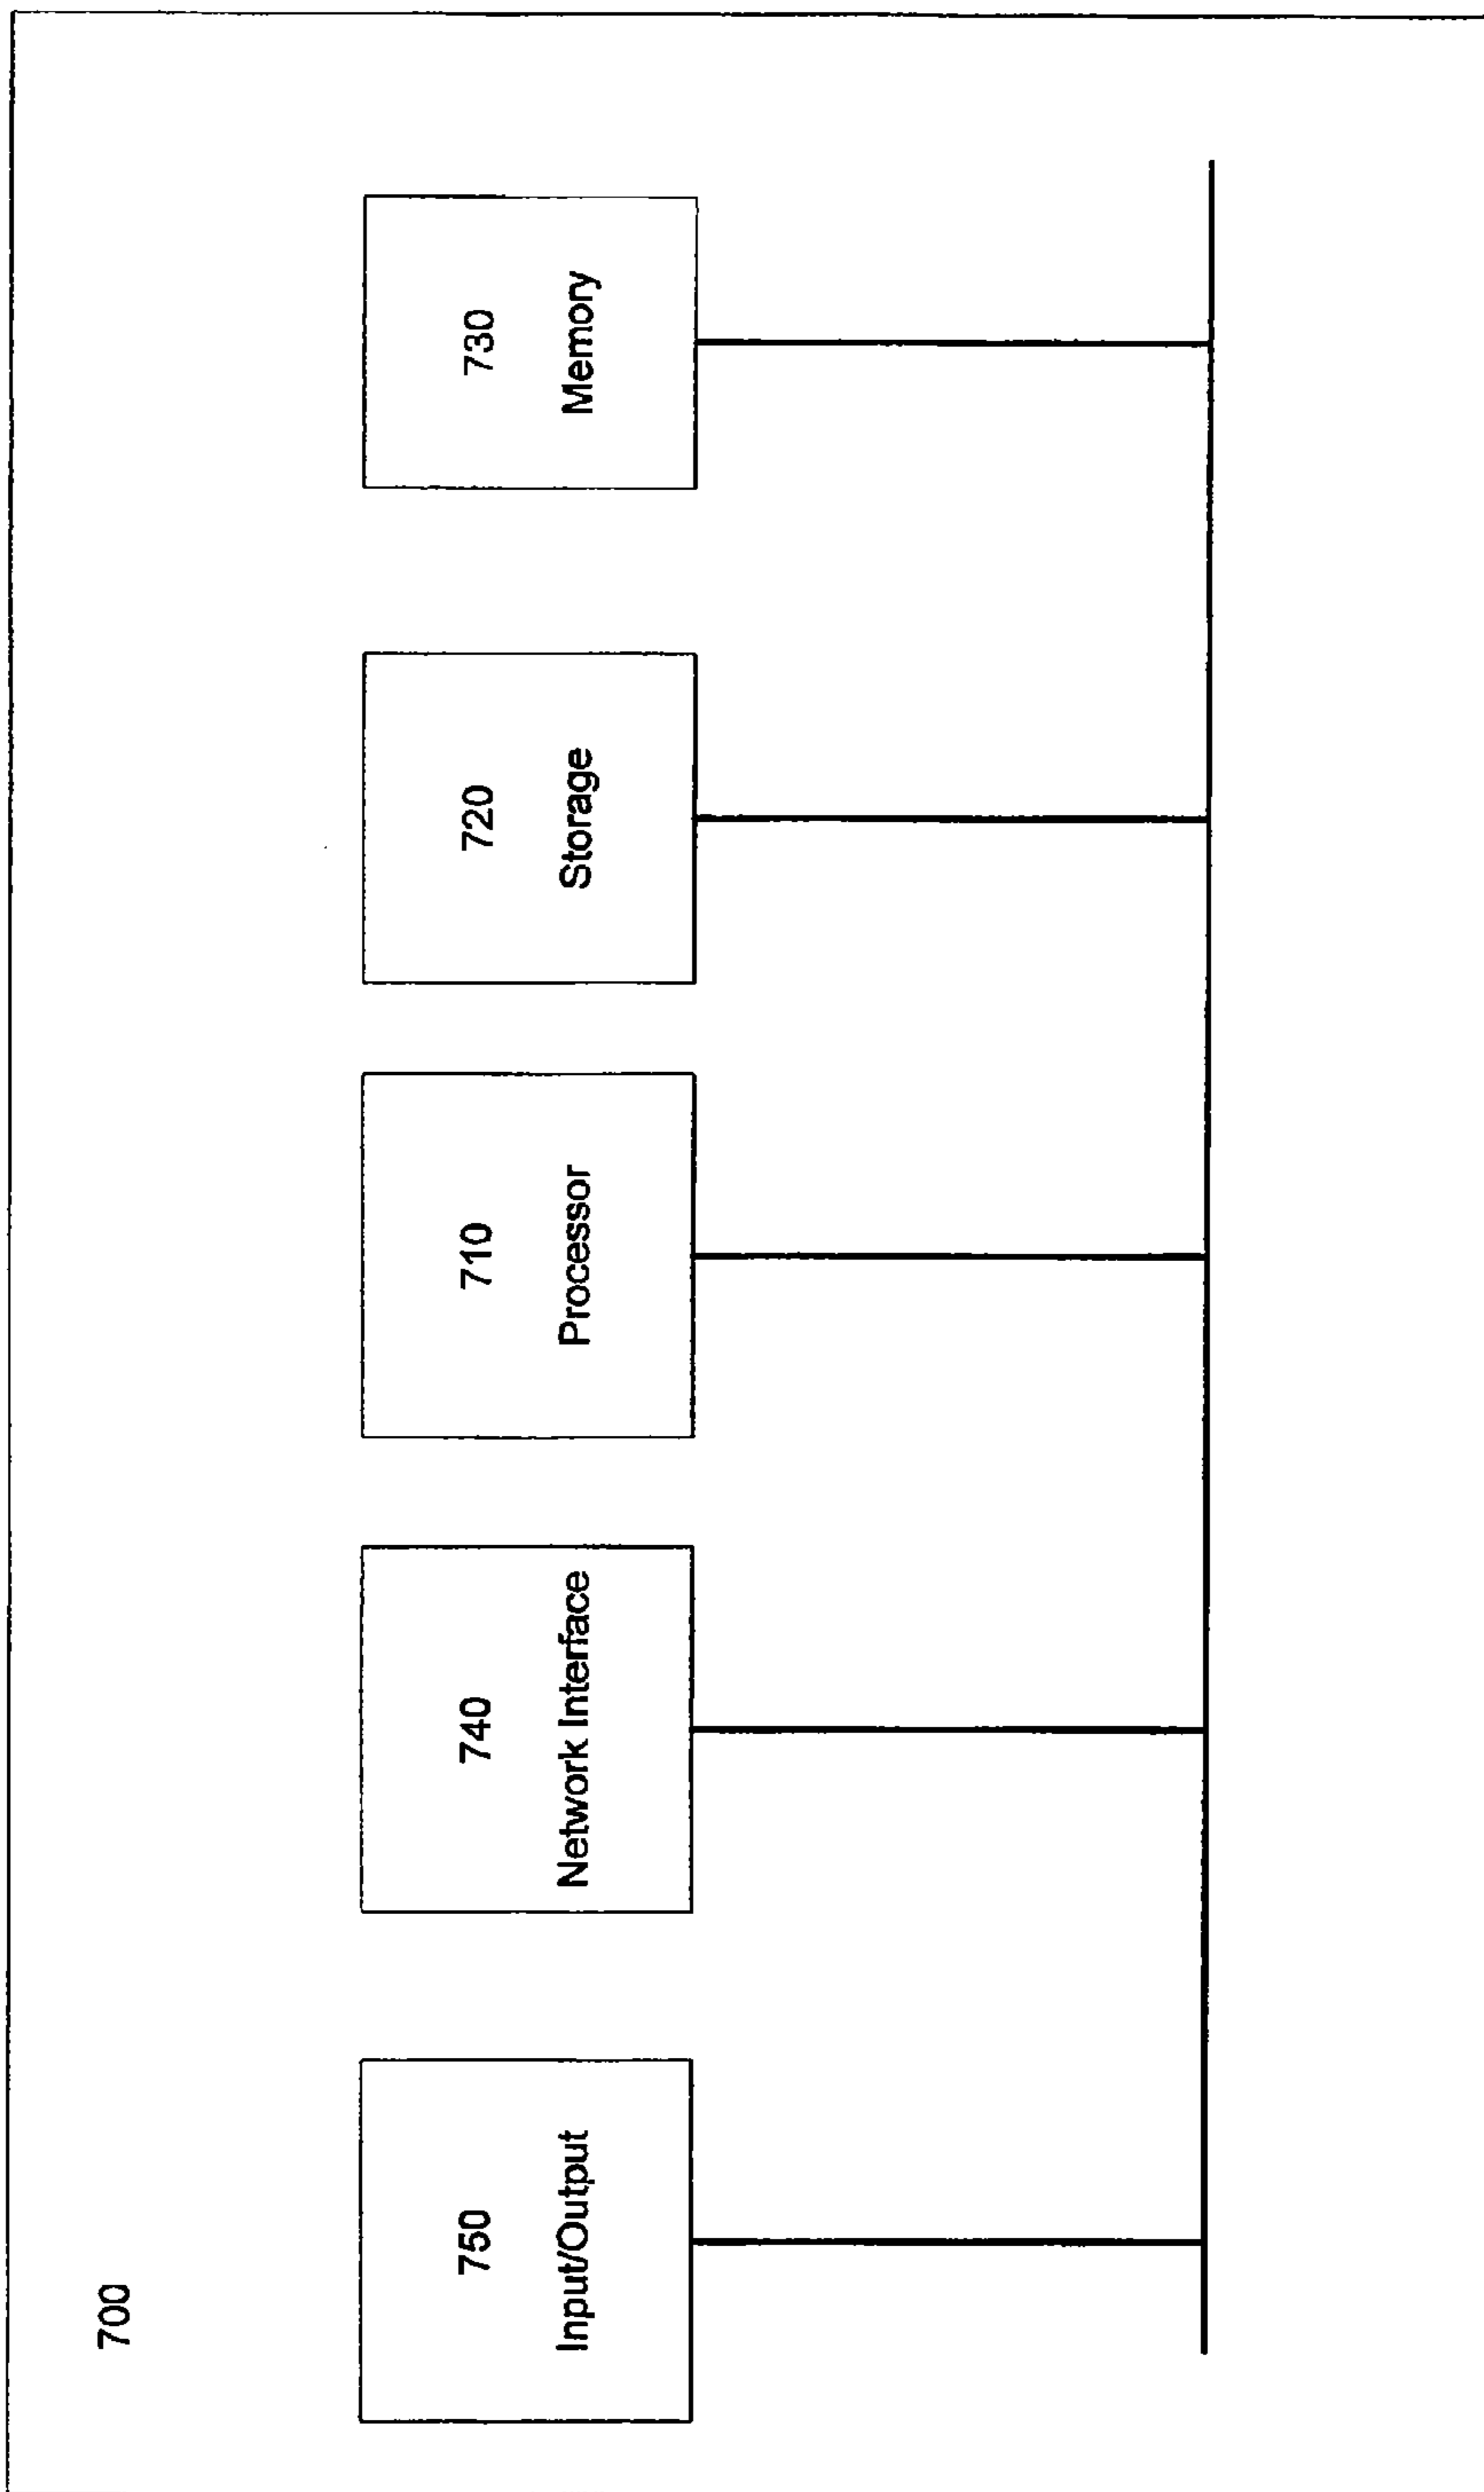 700
750
Input/Output
740
Network Interface
710
Processor
720
Storage
730
Memory